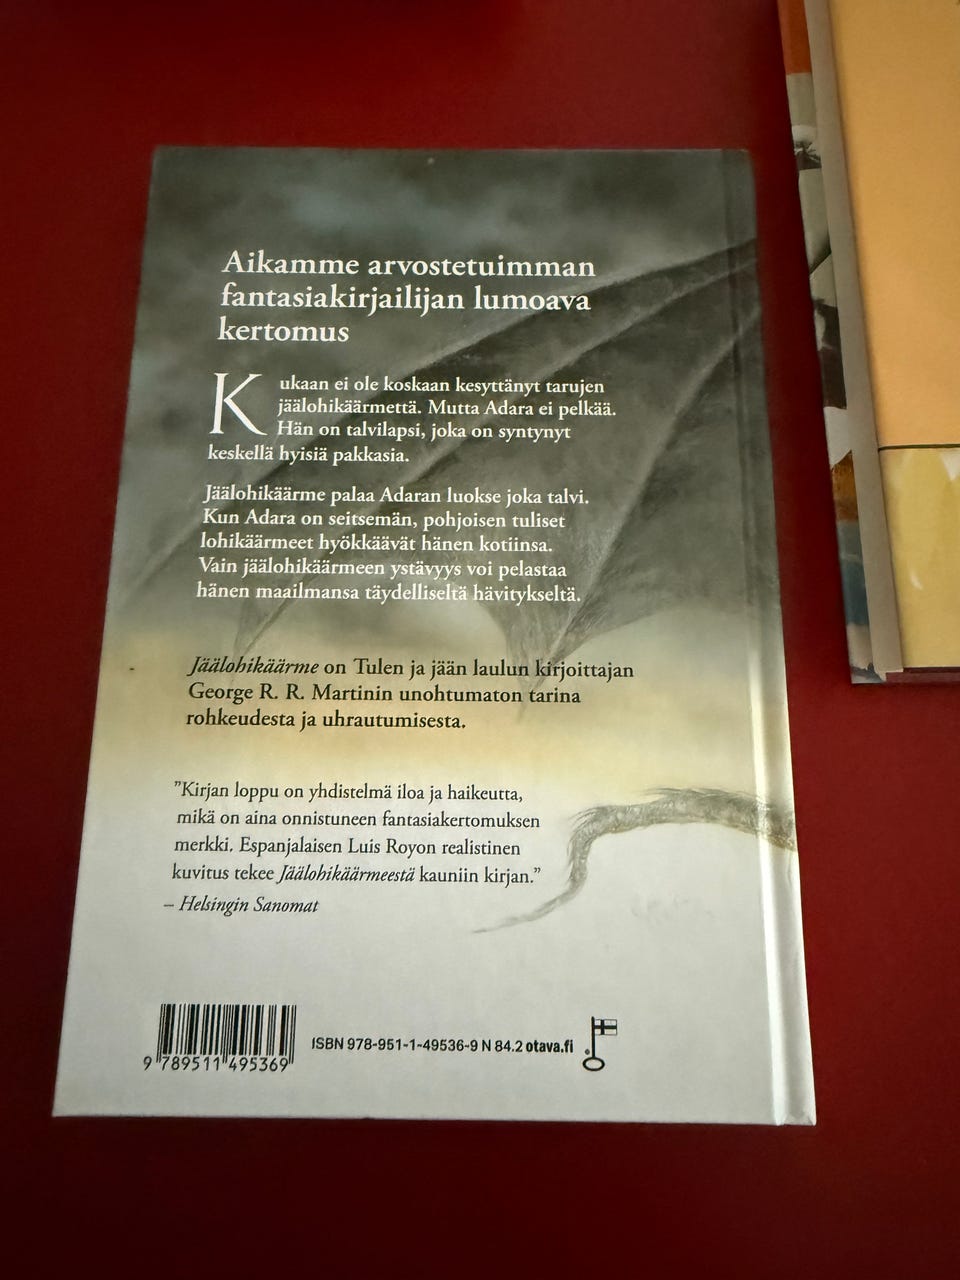 Aikamme arvostetuimman
fantasiakirjailijan lumoava
kertomus
Kukaan ei ole koskaan kesyttänyt tarujen
jäälohikäärmettä. Mutta Adara ei pelkää.
Hän on talvilapsi, joka on syntynyt
keskellä hyisiä pakkasia.
Jäälohikäärme palaa Adaran luokse joka talvi.
Kun Adara on seitsemän, pohjoisen tuliset
lohikäärmeet hyökkäävät hänen kotiinsa.
Vain jäälohikäärmeen ystävyys voi pelastaa
hänen maailmansa täydelliseltä hävitykseltä.
Jäälohikäärme on Tulen ja jään laulun kirjoittajan
George R. R. Martinin unohtumaton tarina
rohkeudesta ja uhrautumisesta.
”Kirjan loppu on yhdistelmä iloa ja haikeutta,
mikä on aina onnistuneen fantasiakertomuksen
merkki. Espanjalaisen Luis Royon realistinen
kuvitus tekee Jäälohikäärmeestä kauniin kirjan.”
– Helsingin Sanomat
ISBN 978-951-1-49536-9 N 84.2 otava.fi
9 789511 495369